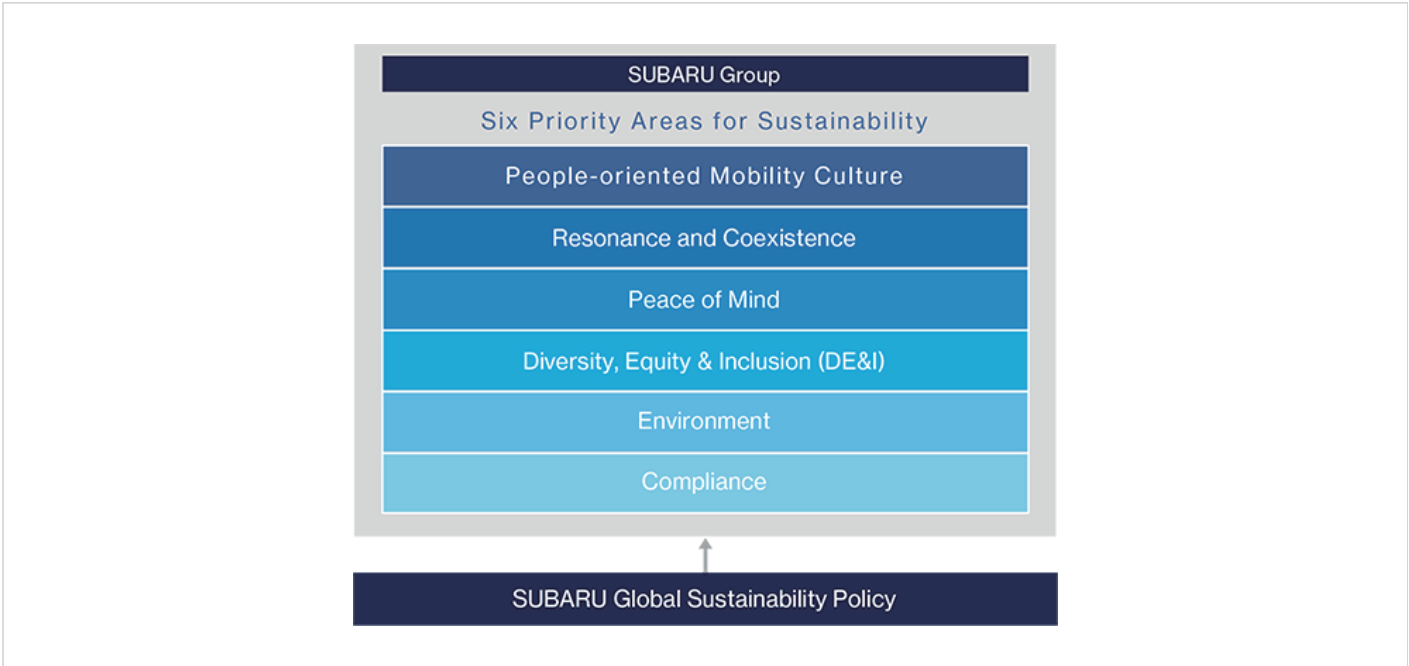 SUBARU Group
Six Priority Areas for Sustainability
People-oriented Mobility Culture
Resonance and Coexistence
Peace of Mind
Diversity, Equity & Inclusion (DE&I)
Environment
Compliance
SUBARU Global Sustainability Policy